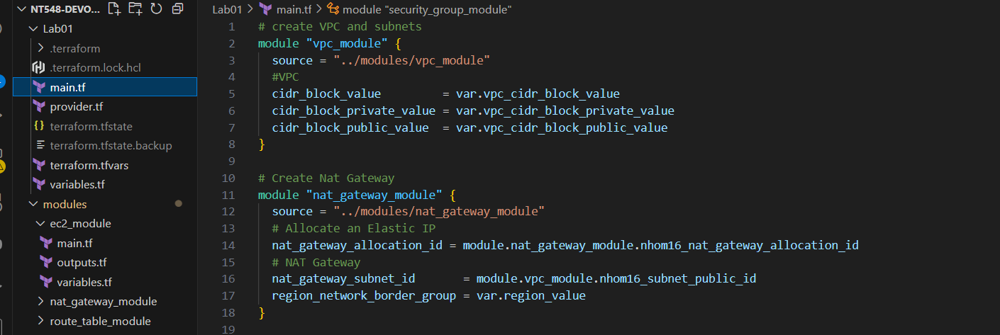 NT548-DEVO...
Lab01
.terraform
.terraform.lock.hcl
main.tf
provider.tf
terraform.tfstate
terraform.tfstate.backup
terraform.tfvars
variables.tf
modules
ec2_module
main.tf
outputs.tf
variables.tf
nat_gateway_module
route_table_module
Lab01 > main.tf > module "security_group_module"
1 # create VPC and subnets
2 module "vpc_module" {
3 source = "../modules/vpc_module"
4 #VPC
5 cidr_block_value = var.vpc_cidr_block_value
6 cidr_block_private_value = var.vpc_cidr_block_private_value
7 cidr_block_public_value = var.vpc_cidr_block_public_value
8 }
9
10 # Create Nat Gateway
11 module "nat_gateway_module" {
12 source = "../modules/nat_gateway_module"
13 # Allocate an Elastic IP
14 nat_gateway_allocation_id = module.nat_gateway_module.nhom16_nat_gateway_allocation_id
15 # NAT Gateway
16 nat_gateway_subnet_id = module.vpc_module.nhom16_subnet_public_id
17 region_network_border_group = var.region_value
18 }
19